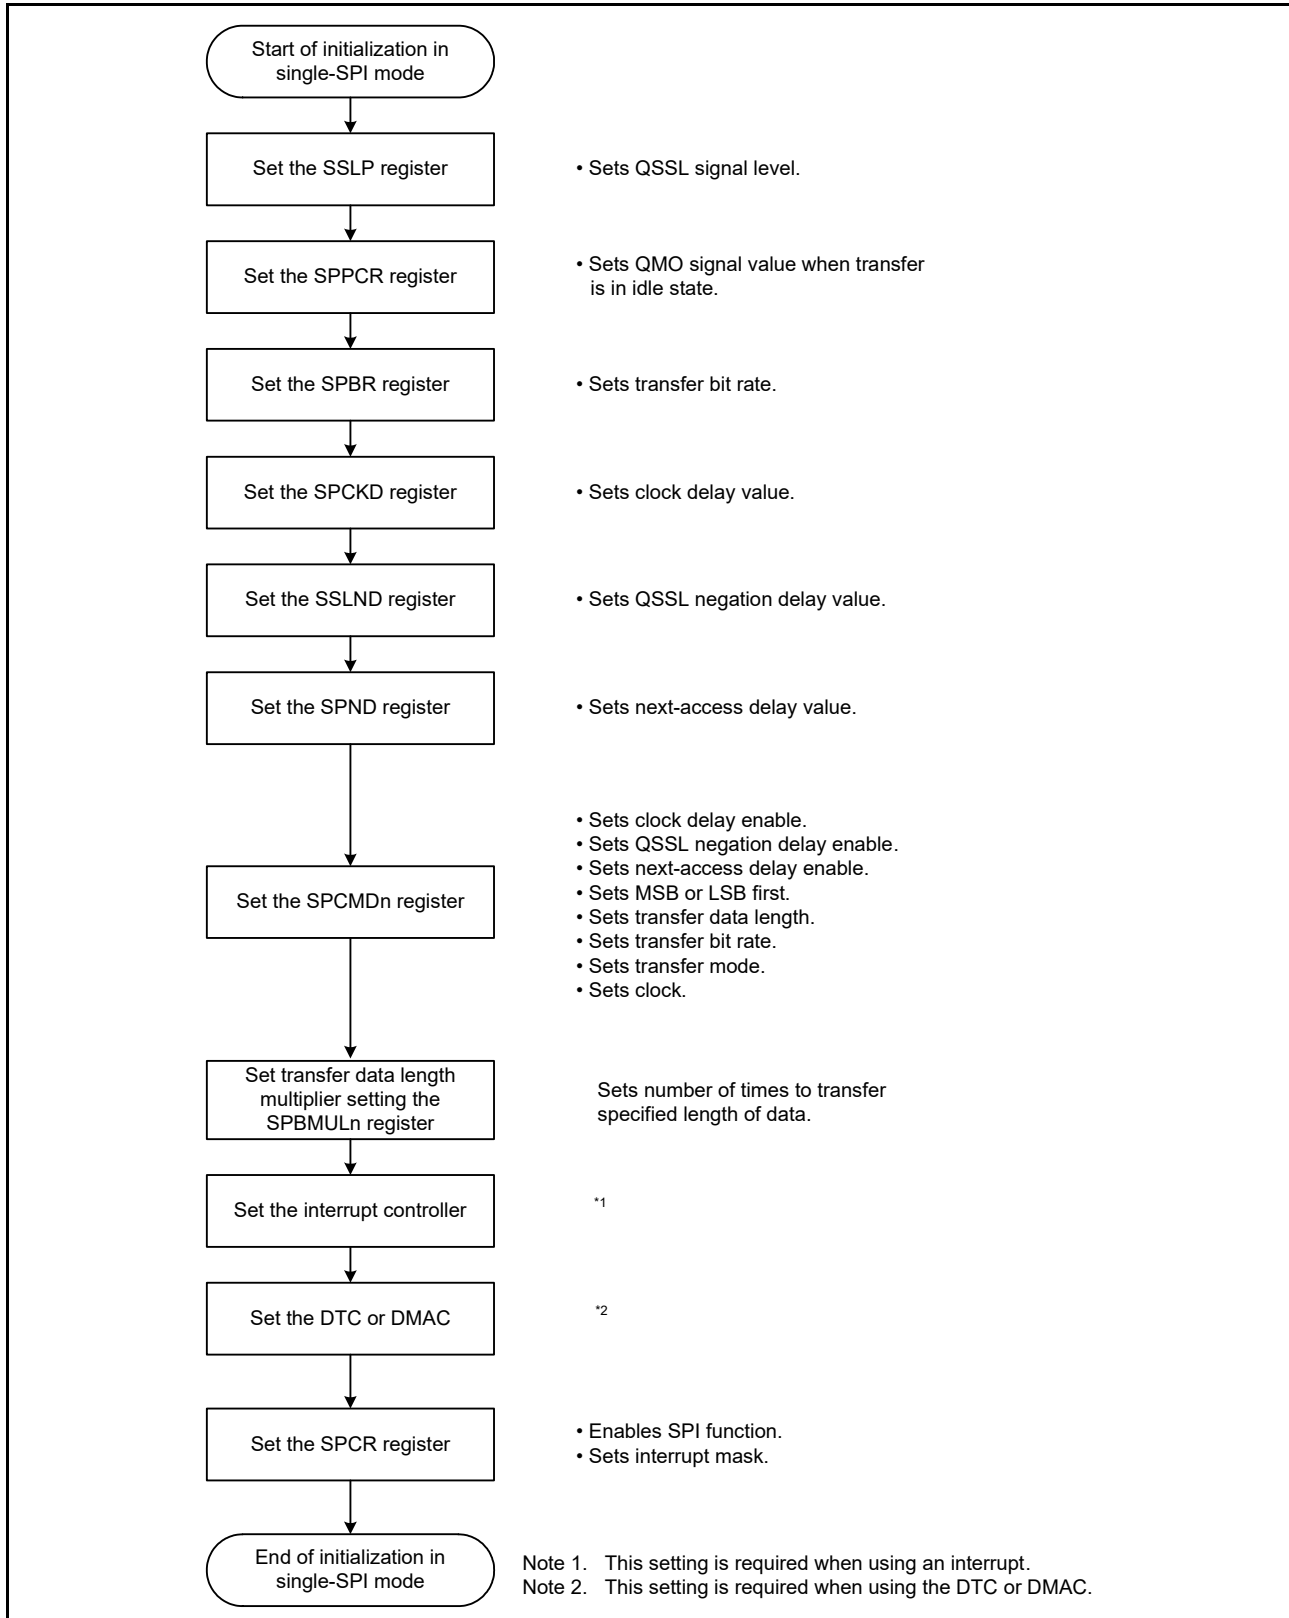 Start of initialization in
single-SPI mode
Set the SSLP register
• Sets QSSL signal level.
Set the SPPCR register
• Sets QMO signal value when transfer
is in idle state.
Set the SPBR register
• Sets transfer bit rate.
Set the SPCKD register
• Sets clock delay value.
Set the SSLND register
• Sets QSSL negation delay value.
Set the SPND register
• Sets next-access delay value.
Set the SPCMDn register
• Sets clock delay enable.
• Sets QSSL negation delay enable.
• Sets next-access delay enable.
• Sets MSB or LSB first.
• Sets transfer data length.
• Sets transfer bit rate.
• Sets transfer mode.
• Sets clock.
Set transfer data length
multiplier setting the
SPBMULn register
Sets number of times to transfer
specified length of data.
Set the interrupt controller
*1
Set the DTC or DMAC
*2
Set the SPCR register
• Enables SPI function.
• Sets interrupt mask.
End of initialization in
single-SPI mode
Note 1. This setting is required when using an interrupt.
Note 2. This setting is required when using the DTC or DMAC.